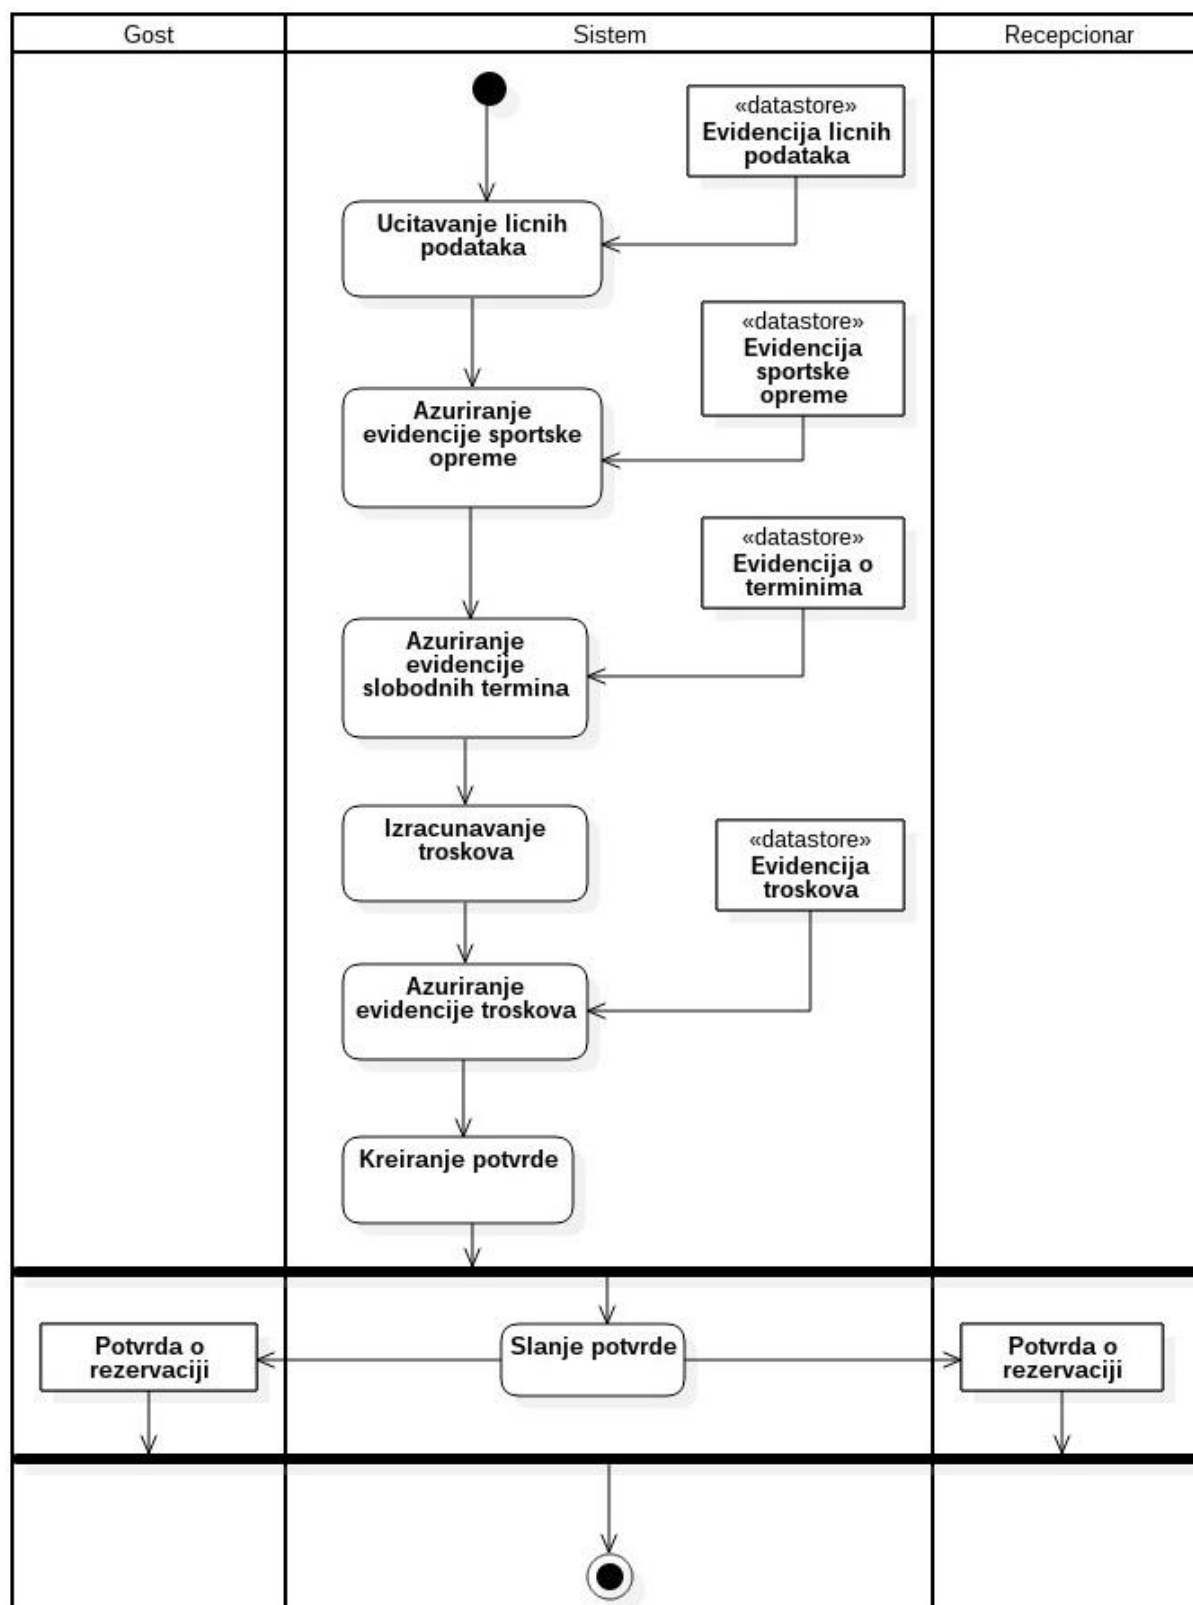 Gost
Sistem
Recepcionar
«datastore»
Evidencija licnih
podataka
Ucitavanje licnih
podataka
«datastore»
Evidencija
sportske
opreme
Azuriranje
evidencije sportske
opreme
«datastore»
Evidencija o
terminima
Azuriranje
evidencije
slobodnih termina
Izracunavanje
troskova
«datastore»
Evidencija
troskova
Azuriranje
evidencije troskova
Kreiranje potvrde
Potvrda o
rezervaciji
Slanje potvrde
Potvrda o
rezervaciji